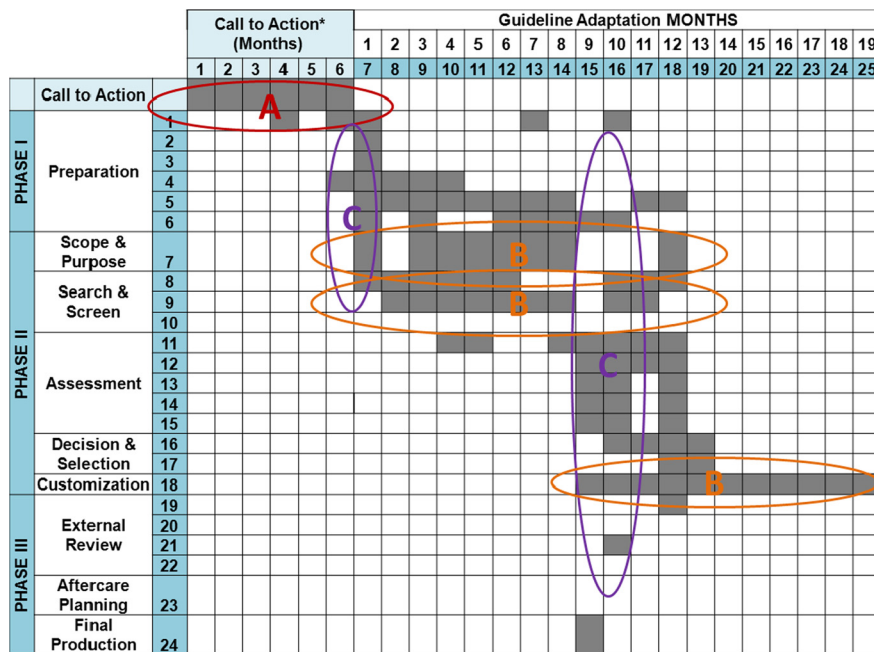 Call to Action*
(Months)
Guideline Adaptation MONTHS
1 2 3 4 5 6 7 8 9 10 11 12 13 14 15 16 17 18 19
1 2 3 4 5 6 7 8 9 10 11 12 13 14 15 16 17 18 19 20 21 22 23 24 25
Call to Action
A
PHASE I
Preparation
1
2
3
4
5
6
C
PHASE II
Scope &
Purpose
7
B
Search &
Screen
8
9
10
B
Assessment
11
12
13
14
15
C
Decision &
Selection
16
17
Customization
18
B
PHASE III
External
Review
19
20
21
22
Aftercare
Planning
23
Final
Production
24